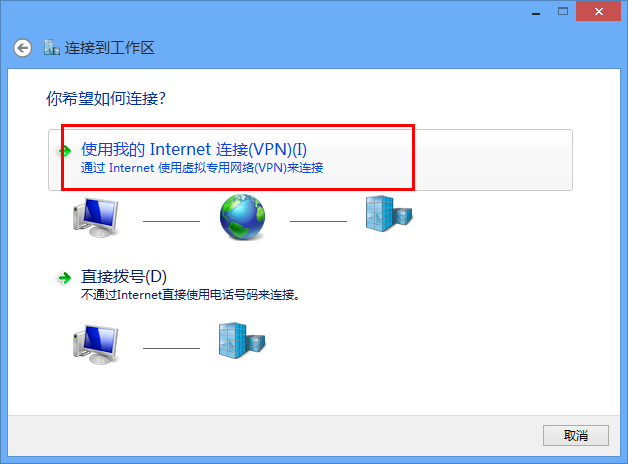 连接到工作区
你希望如何连接?
使用我的 Internet 连接(VPN)(I)
通过 Internet 使用虚拟专用网络(VPN)来连接
直接拨号(D)
不通过Internet直接使用电话号码来连接。
取消